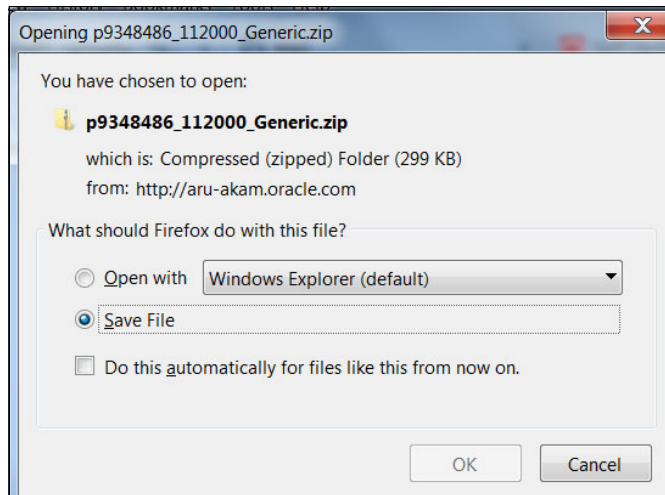 Opening p9348486_112000_Generic.zip
You have chosen to open:
p9348486_112000_Generic.zip
which is: Compressed (zipped) Folder (299 KB)
from: http://aru-akam.oracle.com
What should Firefox do with this file?
Open with Windows Explorer (default)
Save File
Do this automatically for files like this from now on.
OK Cancel